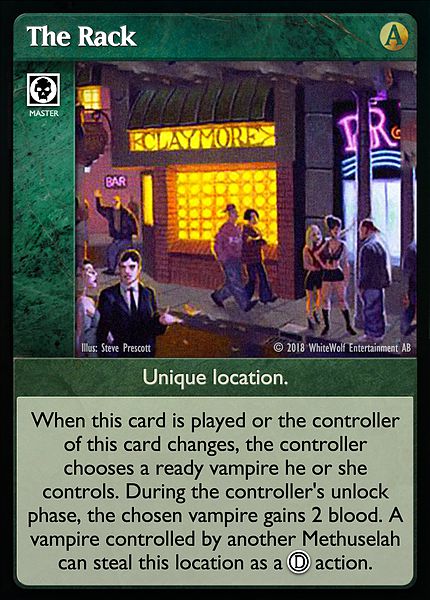 The Rack
A
MASTER
CLAYMORE
BAR
Illus: Steve Prescott
© 2018 WhiteWolf Entertainment AB
Unique location.
When this card is played or the controller
of this card changes, the controller
chooses a ready vampire he or she
controls. During the controller's unlock
phase, the chosen vampire gains 2 blood. A
vampire controlled by another Methuselah
can steal this location as a Ⓓ action.